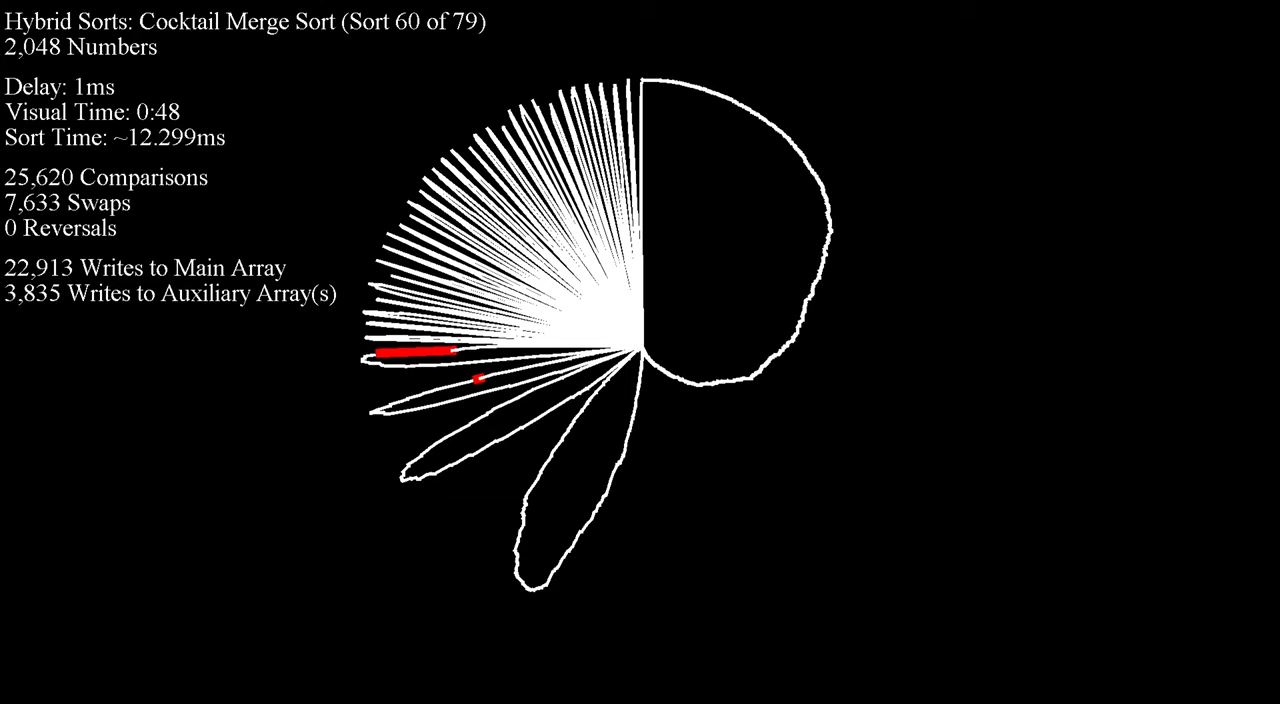 Hybrid Sorts: Cocktail Merge Sort (Sort 60 of 79)
2,048 Numbers
Delay: 1ms
Visual Time: 0:48
Sort Time: ~12.299ms
25,620 Comparisons
7,633 Swaps
0 Reversals
22,913 Writes to Main Array
3,835 Writes to Auxiliary Array(s)